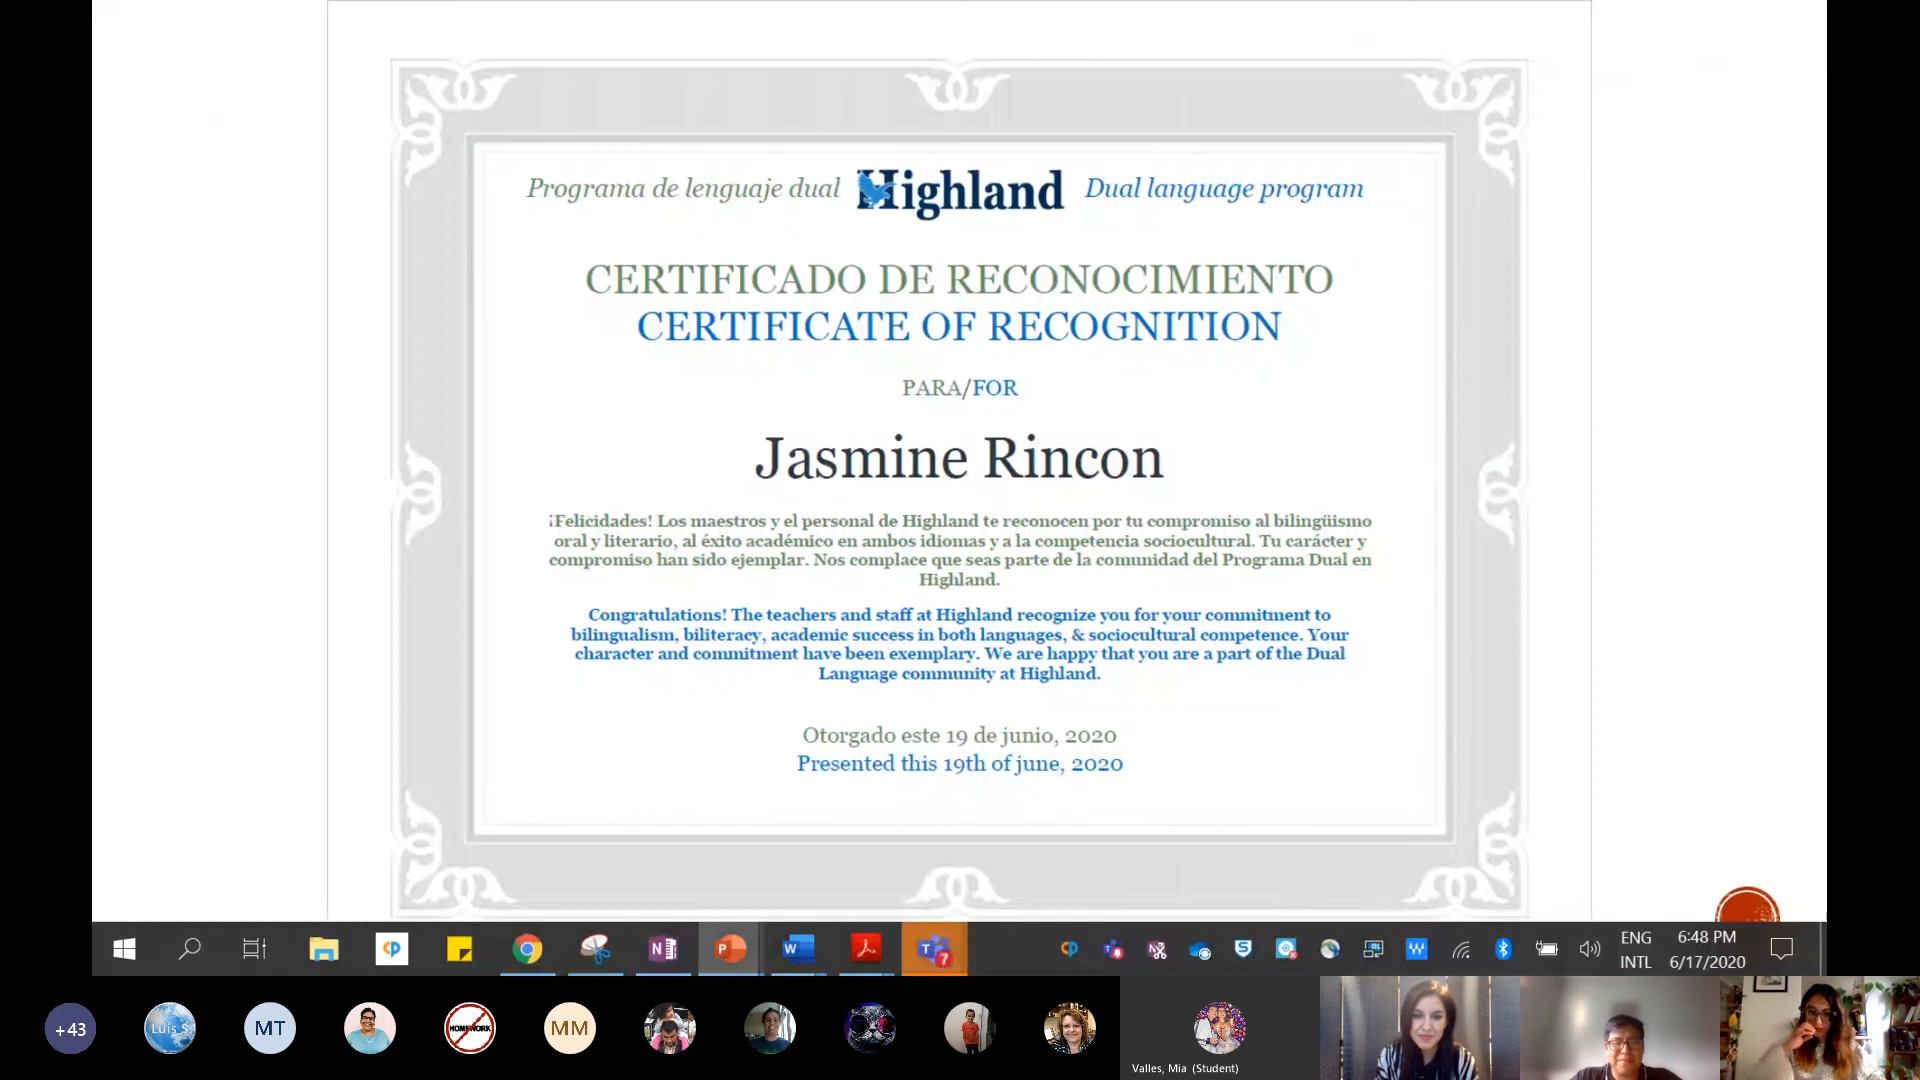 Programa de lenguaje dual Highland Dual language program
CERTIFICADO DE RECONOCIMIENTO
CERTIFICATE OF RECOGNITION
PARA/FOR
Jasmine Rincon
¡Felicidades! Los maestros y el personal de Highland te reconocen por tu compromiso al bilingüismo
oral y literario, al éxito académico en ambos idiomas y a la competencia sociocultural. Tu carácter y
compromiso han sido ejemplar. Nos complace que seas parte de la comunidad del Programa Dual en
Highland.
Congratulations! The teachers and staff at Highland recognize you for your commitment to
bilingualism, biliteracy, academic success in both languages, & sociocultural competence. Your
character and commitment have been exemplary. We are happy that you are a part of the Dual
Language community at Highland.
Otorgado este 19 de junio, 2020
Presented this 19th of june, 2020
ENG 6:48 PM
INTL 6/17/2020
+43 Luis S MT HOMEWORK MM
Valles, Mia (Student)